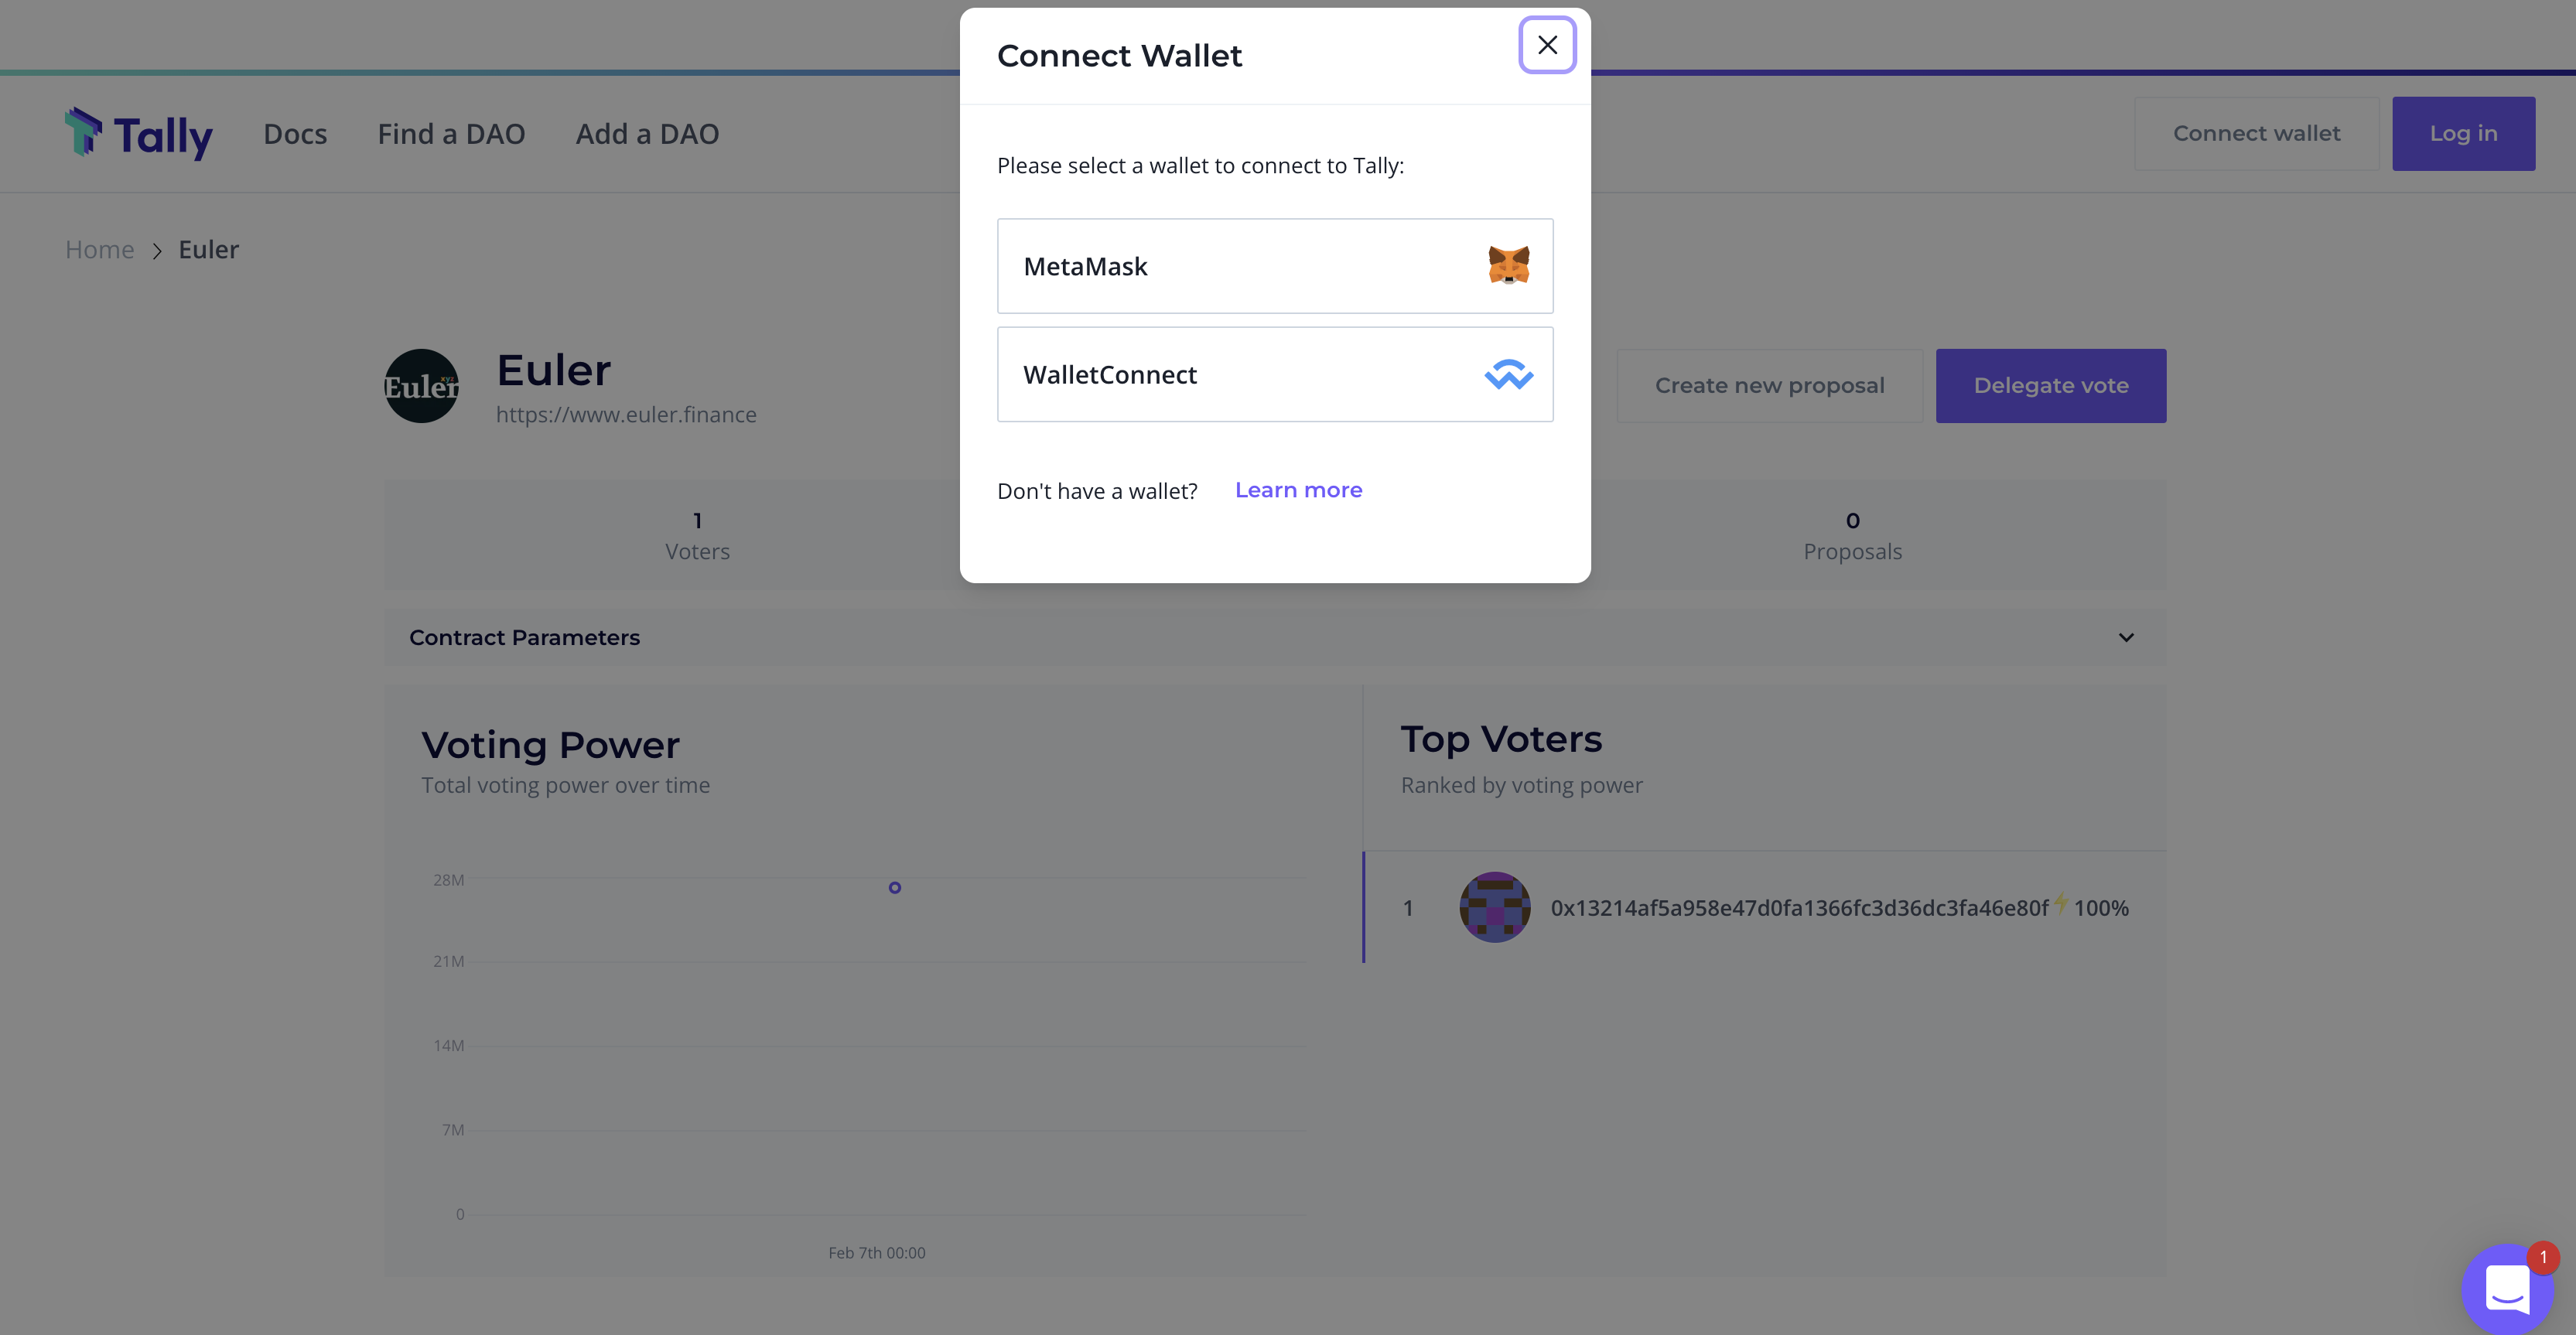 Connect Wallet
Please select a wallet to connect to Tally:
MetaMask
WalletConnect
Don't have a wallet? Learn more
Tally Docs Find a DAO Add a DAO Connect wallet Log in
Home Euler
Euler xyz
Euler
https://www.euler.finance
Create new proposal Delegate vote
1
Voters
0
Proposals
Contract Parameters
Voting Power
Total voting power over time
28M
21M
14M
7M
0
Feb 7th 00:00
Top Voters
Ranked by voting power
1 0x13214af5a958e47d0fa1366fc3d36dc3fa46e80f 100%
1